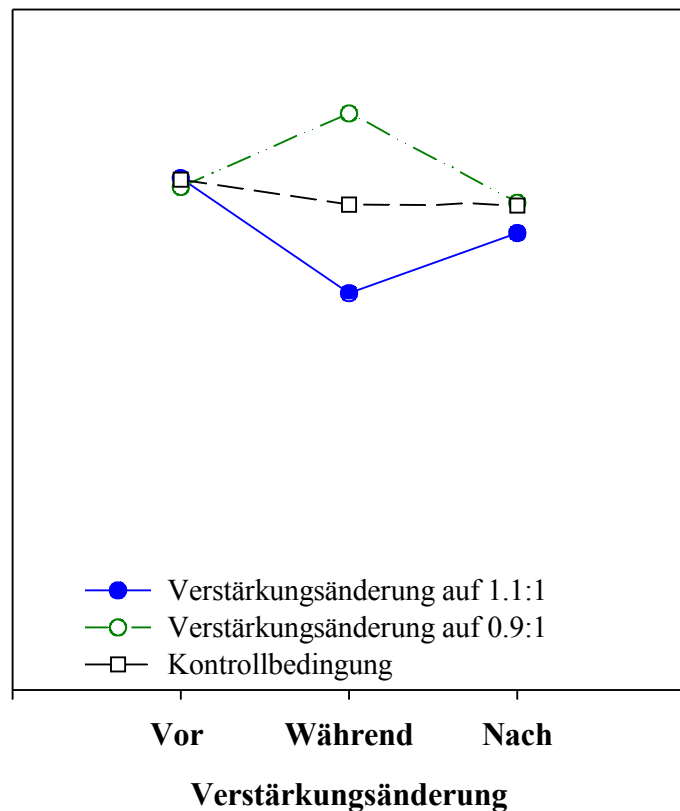 Verstärkungsänderung auf 1.1:1
Verstärkungsänderung auf 0.9:1
Kontrollbedingung
Vor Während Nach
Verstärkungsänderung